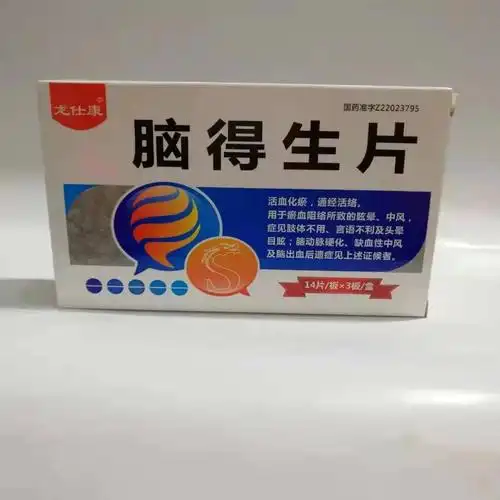 龙仕康
国药准字Z22023795
脑得生片
活血化瘀，通经活络。
用于瘀血阻络所致的眩晕、中风，
症见肢体不用、言语不利及头晕
目眩；脑动脉硬化、缺血性中风
及脑出血后遗症见上述证候者。
14片/板×3板/盒